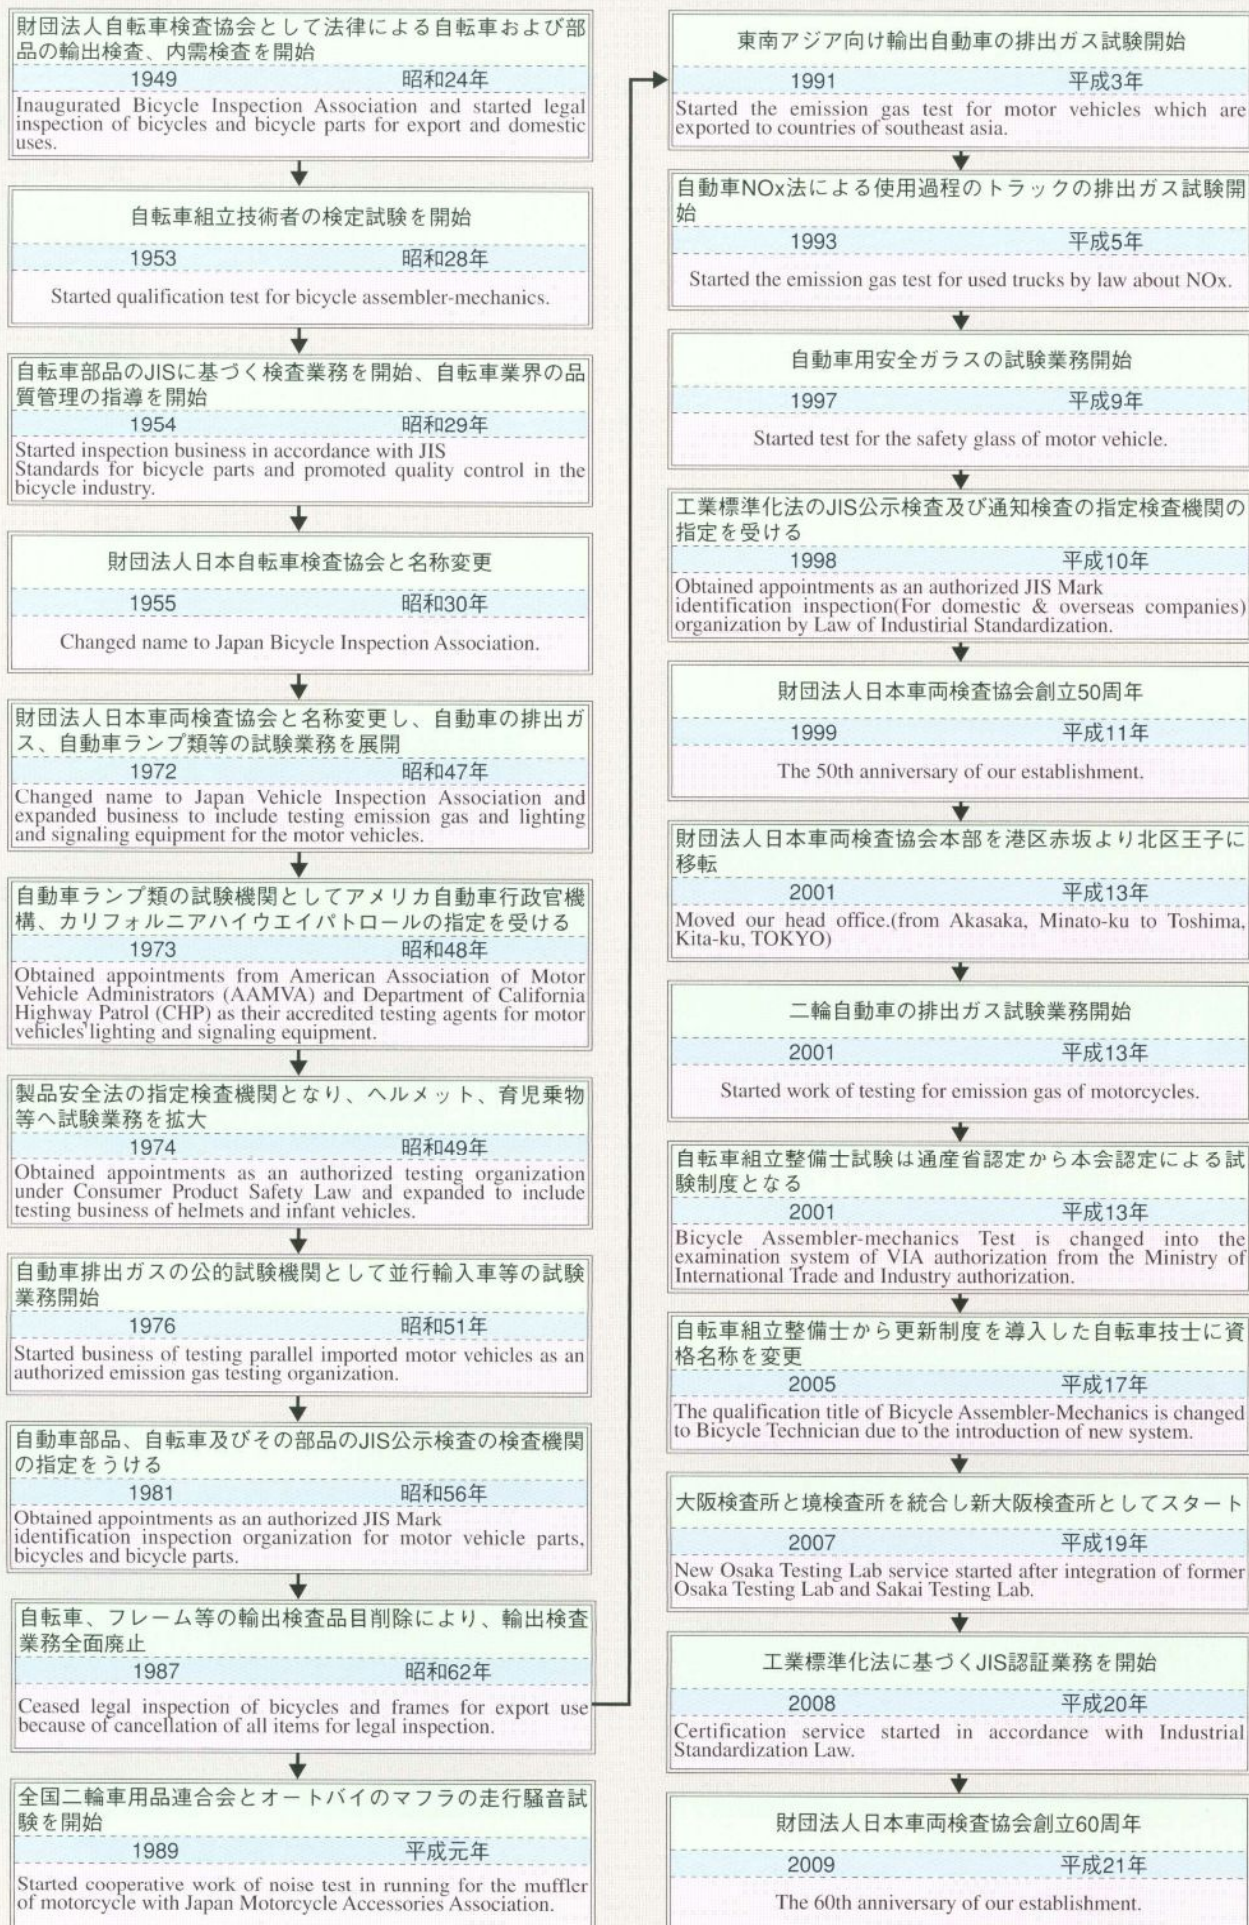 財団法人自転車検査協会として法律による自転車および部
品の輸出検査、内需検査を開始
1949 昭和24年
Inaugurated Bicycle Inspection Association and started legal
inspection of bicycles and bicycle parts for export and domestic
uses.
自転車組立技術者の検定試験を開始
1953 昭和28年
Started qualification test for bicycle assembler-mechanics.
自転車部品のJISに基づく検査業務を開始、自転車業界の品
質管理の指導を開始
1954 昭和29年
Started inspection business in accordance with JIS
Standards for bicycle parts and promoted quality control in the
bicycle industry.
財団法人日本自転車検査協会と名称変更
1955 昭和30年
Changed name to Japan Bicycle Inspection Association.
財団法人日本車両検査協会と名称変更し、自動車の排出ガ
ス、自動車ランプ類等の試験業務を展開
1972 昭和47年
Changed name to Japan Vehicle Inspection Association and
expanded business to include testing emission gas and lighting
and signaling equipment for the motor vehicles.
自動車ランプ類の試験機関としてアメリカ自動車行政官機
構、カリフォルニアハイウエイパトロールの指定を受ける
1973 昭和48年
Obtained appointments from American Association of Motor
Vehicle Administrators (AAMVA) and Department of California
Highway Patrol (CHP) as their accredited testing agents for motor
vehicles' lighting and signaling equipment.
製品安全法の指定検査機関となり、ヘルメット、育児乗物
等へ試験業務を拡大
1974 昭和49年
Obtained appointments as an authorized testing organization
under Consumer Product Safety Law and expanded to include
testing business of helmets and infant vehicles.
自動車排出ガスの公的試験機関として並行輸入車等の試験
業務開始
1976 昭和51年
Started business of testing parallel imported motor vehicles as an
authorized emission gas testing organization.
自動車部品、自転車及びその部品のJIS公示検査の検査機関
の指定をうける
1981 昭和56年
Obtained appointments as an authorized JIS Mark
identification inspection organization for motor vehicle parts,
bicycles and bicycle parts.
自転車、フレーム等の輸出検査品目削除により、輸出検査
業務全面廃止
1987 昭和62年
Ceased legal inspection of bicycles and frames for export use
because of cancellation of all items for legal inspection.
全国二輪車用品連合会とオートバイのマフラの走行騒音試
験を開始
1989 平成元年
Started cooperative work of noise test in running for the muffler
of motorcycle with Japan Motorcycle Accessories Association.
東南アジア向け輸出自動車の排出ガス試験開始
1991 平成3年
Started the emission gas test for motor vehicles which are
exported to countries of southeast asia.
自動車NOx法による使用過程のトラックの排出ガス試験開
始
1993 平成5年
Started the emission gas test for used trucks by law about NOx.
自動車用安全ガラスの試験業務開始
1997 平成9年
Started test for the safety glass of motor vehicle.
工業標準化法のJIS公示検査及び通知検査の指定検査機関の
指定を受ける
1998 平成10年
Obtained appointments as an authorized JIS Mark
identification inspection(For domestic & overseas companies)
organization by Law of Industirial Standardization.
財団法人日本車両検査協会創立50周年
1999 平成11年
The 50th anniversary of our establishment.
財団法人日本車両検査協会本部を港区赤坂より北区王子に
移転
2001 平成13年
Moved our head office.(from Akasaka, Minato-ku to Toshima,
Kita-ku, TOKYO)
二輪自動車の排出ガス試験業務開始
2001 平成13年
Started work of testing for emission gas of motorcycles.
自転車組立整備士試験は通産省認定から本会認定による試
験制度となる
2001 平成13年
Bicycle Assembler-mechanics Test is changed into the
examination system of VIA authorization from the Ministry of
International Trade and Industry authorization.
自転車組立整備士から更新制度を導入した自転車技士に資
格名称を変更
2005 平成17年
The qualification title of Bicycle Assembler-Mechanics is changed
to Bicycle Technician due to the introduction of new system.
大阪検査所と境検査所を統合し新大阪検査所としてスタート
2007 平成19年
New Osaka Testing Lab service started after integration of former
Osaka Testing Lab and Sakai Testing Lab.
工業標準化法に基づくJIS認証業務を開始
2008 平成20年
Certification service started in accordance with Industrial
Standardization Law.
財団法人日本車両検査協会創立60周年
2009 平成21年
The 60th anniversary of our establishment.